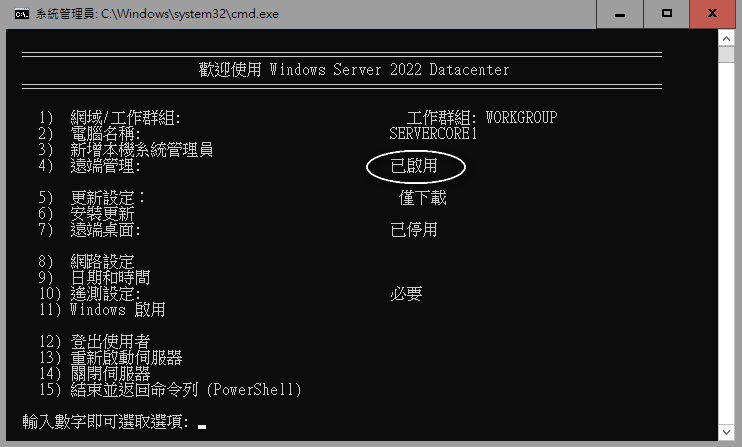 系統管理員: C:\Windows\system32\cmd.exe
歡迎使用 Windows Server 2022 Datacenter
1) 網域/工作群組: 工作群組: WORKGROUP
2) 電腦名稱: SERVERCORE1
3) 新增本機系統管理員
4) 遠端管理: 已啟用
5) 更新設定： 僅下載
6) 安裝更新
7) 遠端桌面: 已停用
8) 網路設定
9) 日期和時間
10) 遙測設定: 必要
11) Windows 啟用
12) 登出使用者
13) 重新啟動伺服器
14) 關閉伺服器
15) 結束並返回命令列 (PowerShell)
輸入數字即可選取選項: